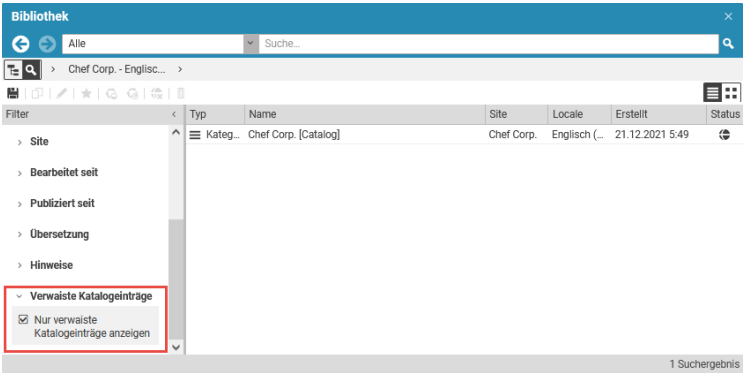 Bibliothek
Alle
Suche...
Chef Corp. - Englisc...
Filter
Typ Name Site Locale Erstellt Status
Kateg... Chef Corp. [Catalog] Chef Corp. Englisch (... 21.12.2021 5:49
Site
Bearbeitet seit
Publiziert seit
Übersetzung
Hinweise
Verwaiste Katalogeinträge
Nur verwaiste
Katalogeinträge anzeigen
1 Suchergebnis